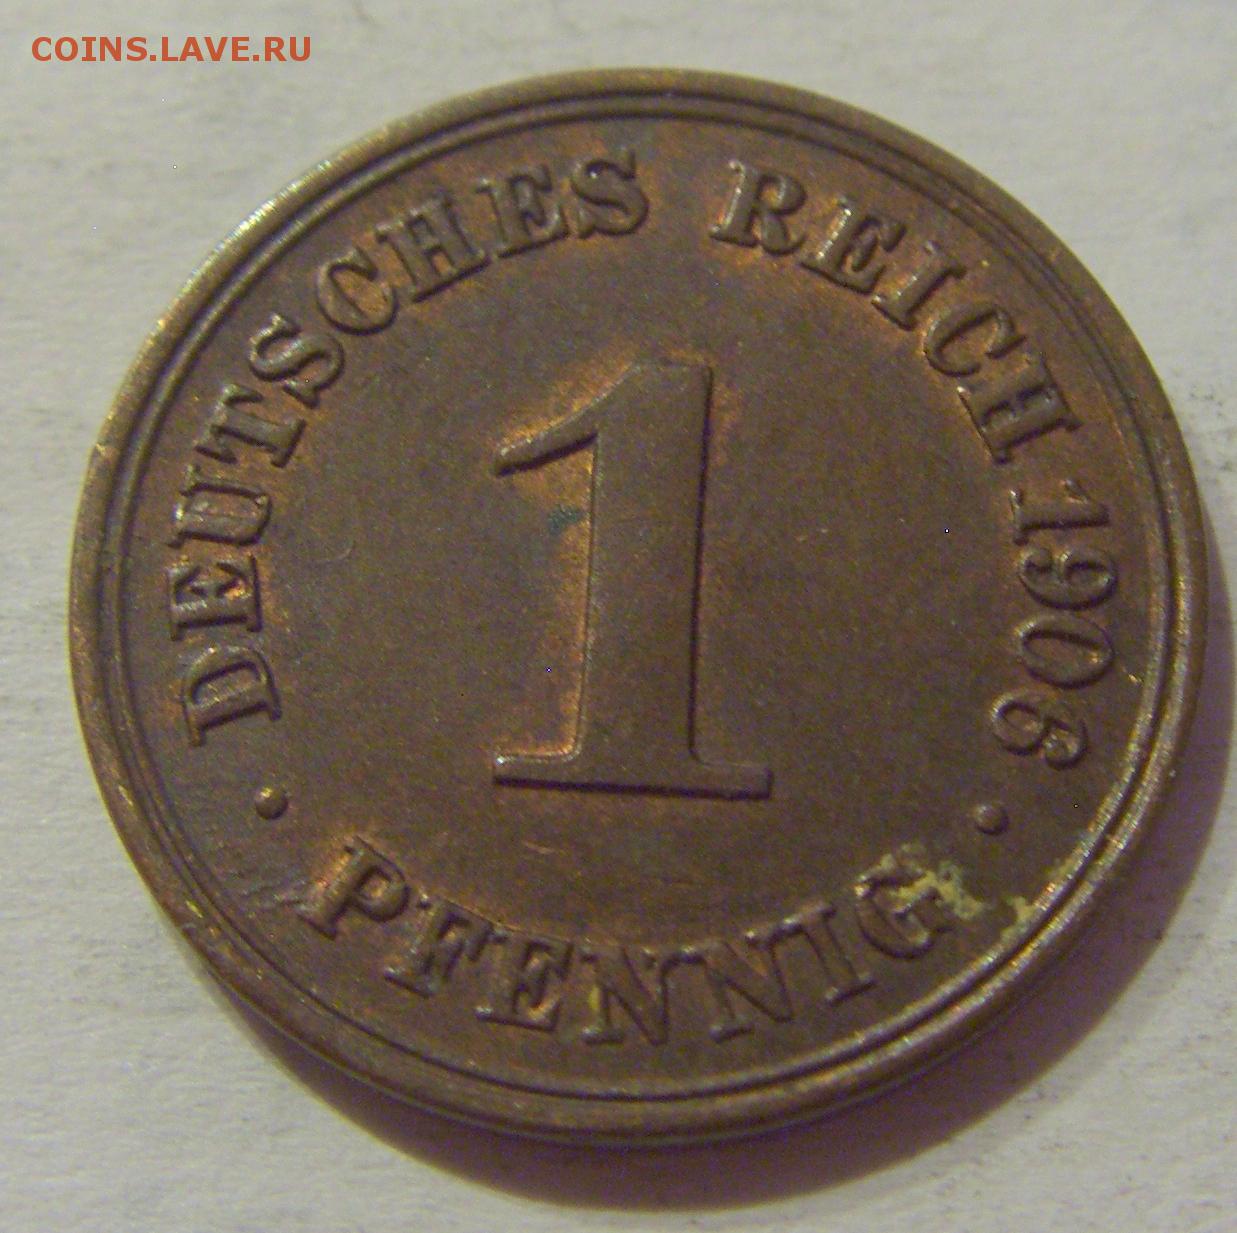 COINS.LAVE.RU
DEUTSCHES REICH 1906
1
PFENNIG